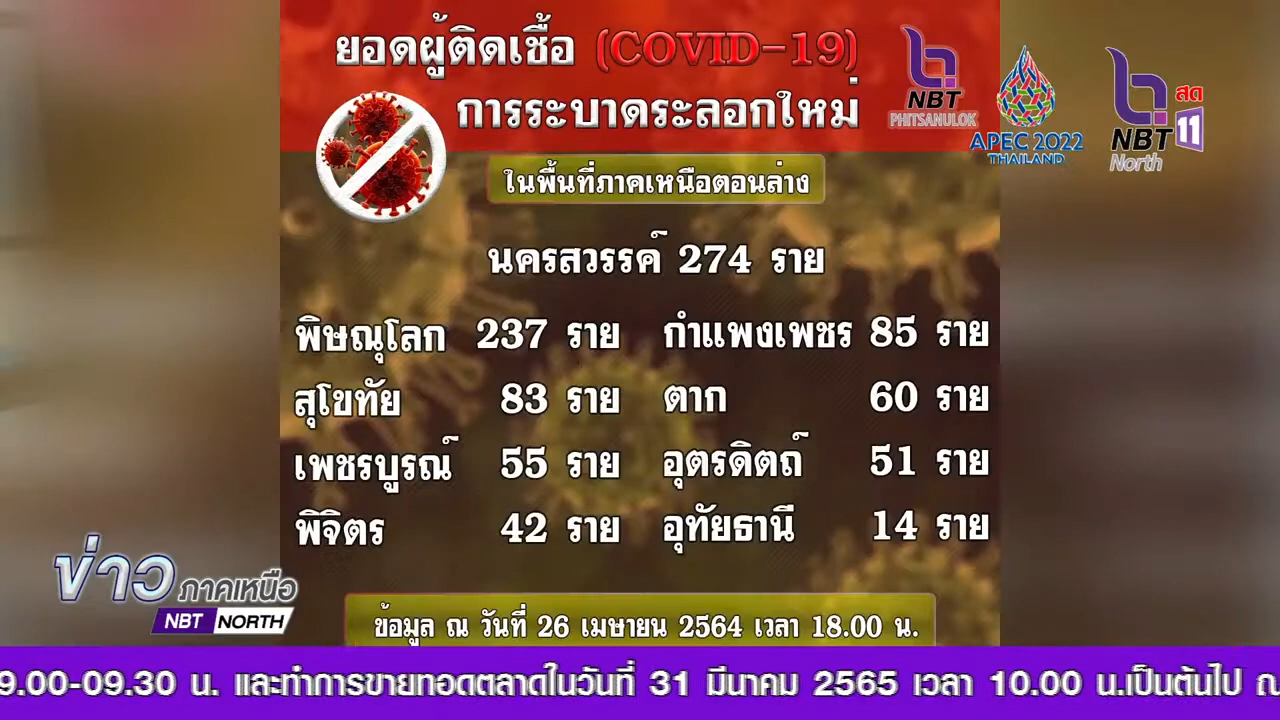 ยอดผู้ติดเชื้อ (COVID-19)
การระบาดระลอกใหม่
NBT
PHITSANULOK
APEC 2022
THAILAND
NBT
North
สด
11
ในพื้นที่ภาคเหนือตอนล่าง
นครสวรรค์ 274 ราย
พิษณุโลก 237 ราย กำแพงเพชร 85 ราย
สุโขทัย 83 ราย ตาก 60 ราย
เพชรบูรณ์ 55 ราย อุตรดิตถ์ 51 ราย
พิจิตร 42 ราย อุทัยธานี 14 ราย
ข่าวภาคเหนือ
NBT NORTH
ข้อมูล ณ วันที่ 26 เมษายน 2564 เวลา 18.00 น.
9.00-09.30 น. และทำการขายทอดตลาดในวันที่ 31 มีนาคม 2565 เวลา 10.00 น.เป็นต้นไป ณ